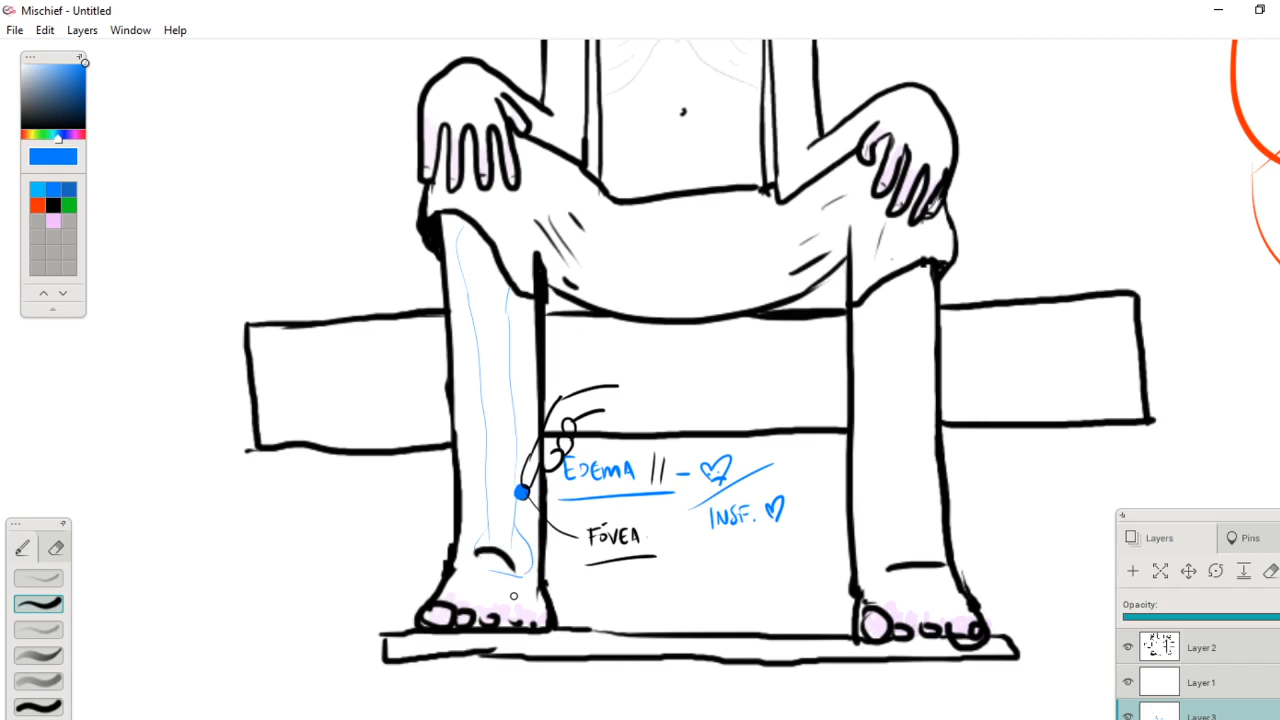 Mischief - Untitled
File Edit Layers Window Help
EDEMA || - ♡
INSF. ♡
FÓVEA
Layers Pins
Opacity:
Layer 2
Layer 1
Layer 3